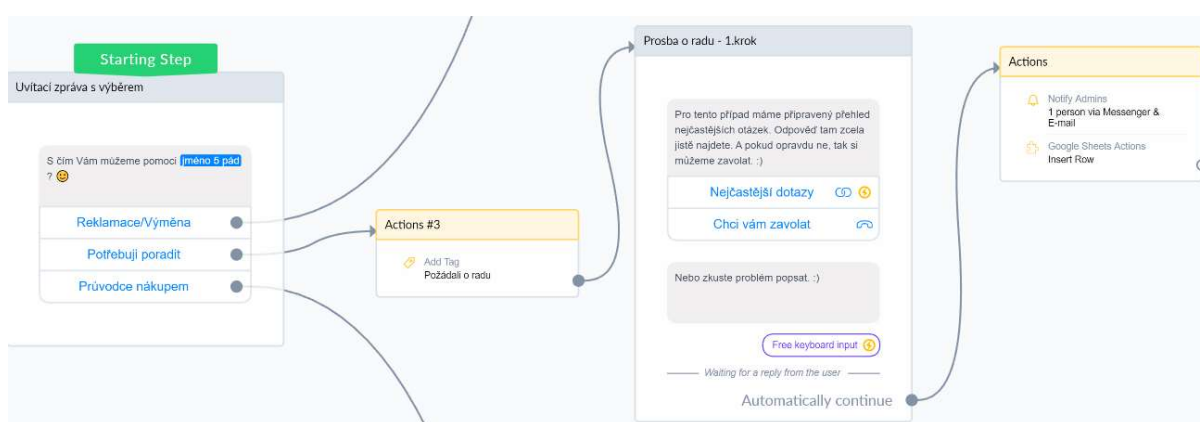 Starting Step
Uvítací zpráva s výběrem
S čím Vám můžeme pomoci jméno 5 pád
? 🙂
Reklamace/Výměna
Potřebuji poradit
Průvodce nákupem
Actions #3
Add Tag
Požádali o radu
Prosba o radu - 1.krok
Pro tento případ máme připravený přehled
nejčastějších otázek. Odpověď tam zcela
jistě najdete. A pokud opravdu ne, tak si
můžeme zavolat. :)
Nejčastější dotazy
Chci vám zavolat
Nebo zkuste problém popsat. :)
Free keyboard input
Waiting for a reply from the user
Automatically continue
Actions
Notify Admins
1 person via Messenger &
E-mail
Google Sheets Actions
Insert Row